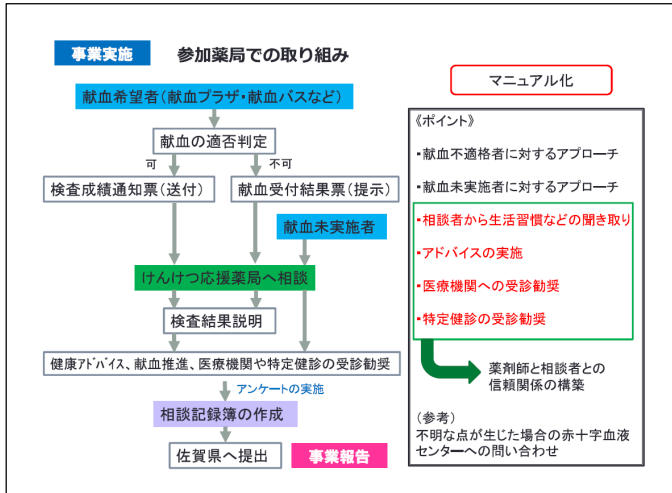 事業実施
参加薬局での取り組み
献血希望者(献血プラザ・献血バスなど)
献血の適否判定
可
不可
検査成績通知票(送付)
献血受付結果票(提示)
献血未実施者
けんけつ応援薬局へ相談
検査結果説明
健康ｱﾄﾞﾊﾞｲｽ、献血推進、医療機関や特定健診の受診勧奨
アンケートの実施
相談記録簿の作成
佐賀県へ提出
事業報告
マニュアル化
《ポイント》
・献血不適格者に対するアプローチ
・献血未実施者に対するアプローチ
・相談者から生活習慣などの聞き取り
・アドバイスの実施
・医療機関への受診勧奨
・特定健診の受診勧奨
薬剤師と相談者との
信頼関係の構築
(参考)
不明な点が生じた場合の赤十字血液
センターへの問い合わせ